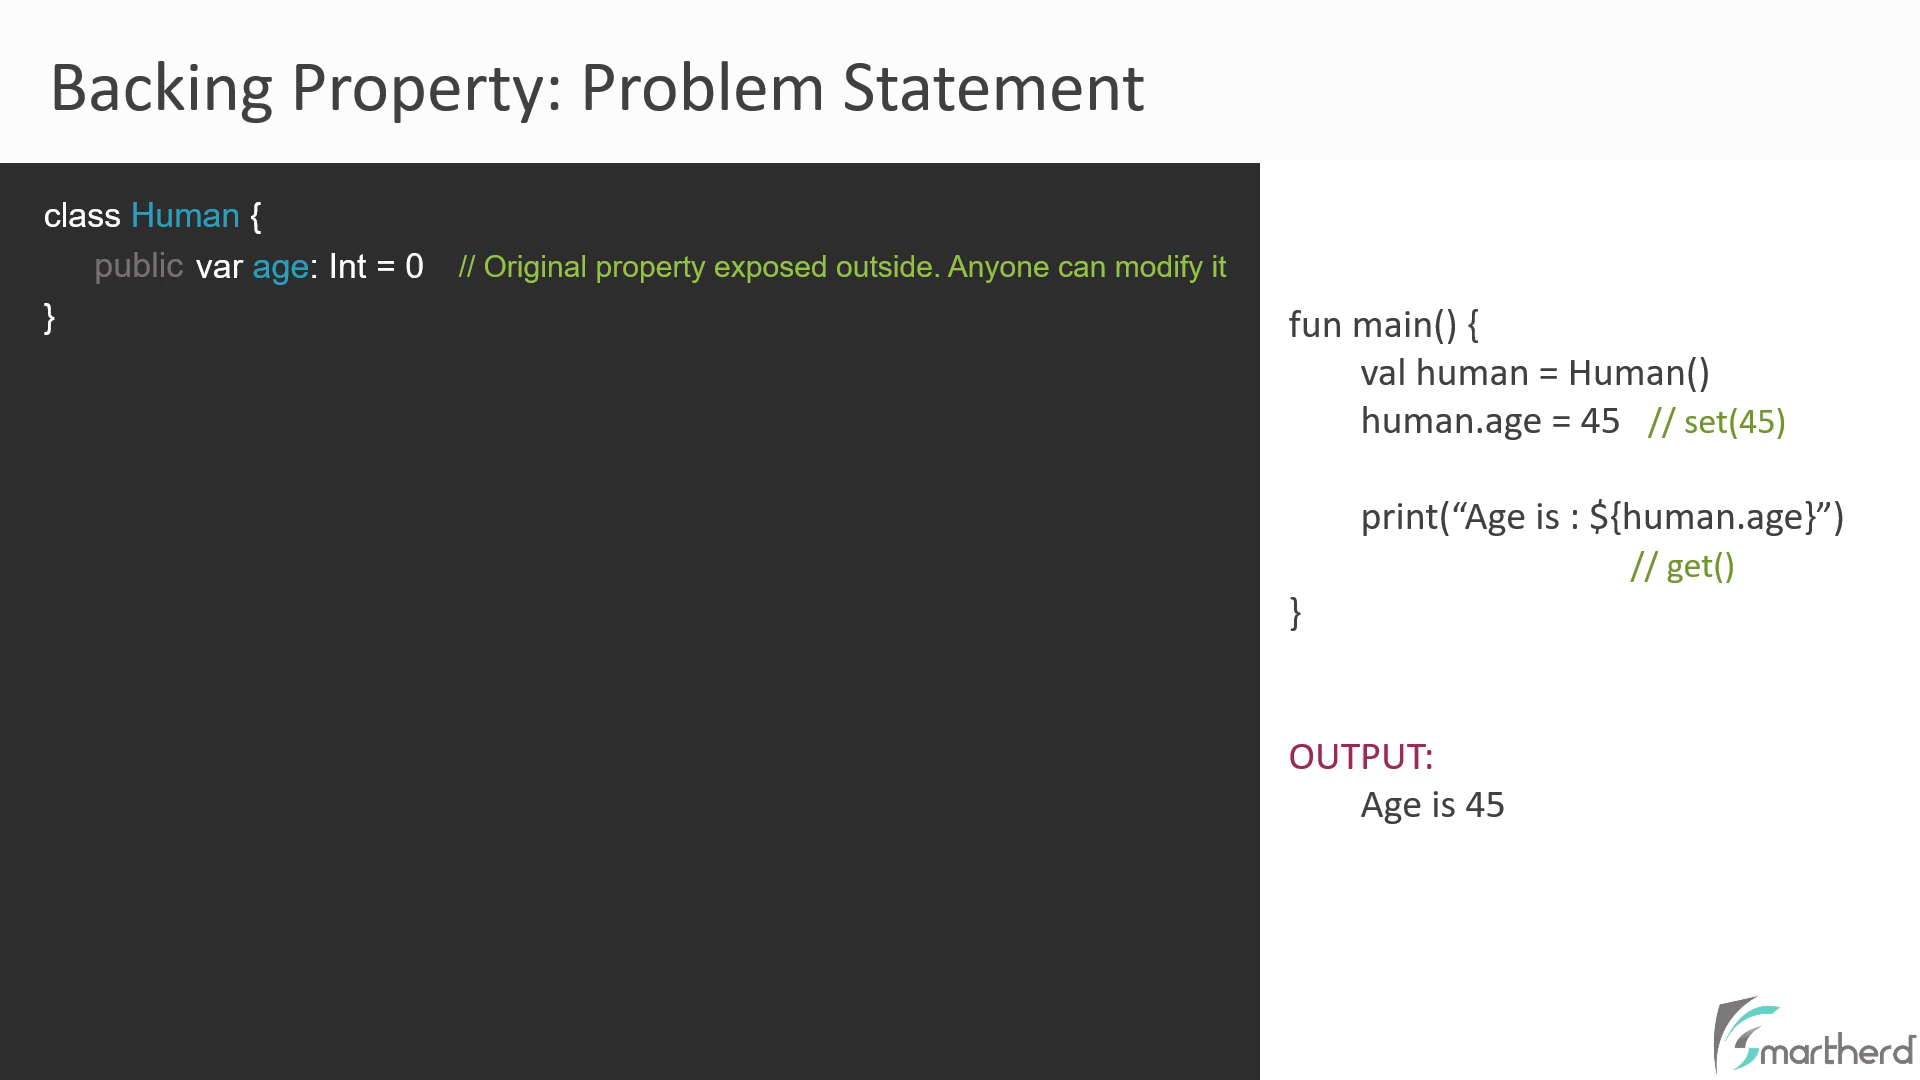 Backing Property: Problem Statement
class Human {
public var age: Int = 0 // Original property exposed outside. Anyone can modify it
}
fun main() {
val human = Human()
human.age = 45 // set(45)
print(“Age is : ${human.age}”)
// get()
}
OUTPUT:
Age is 45
Smartherd